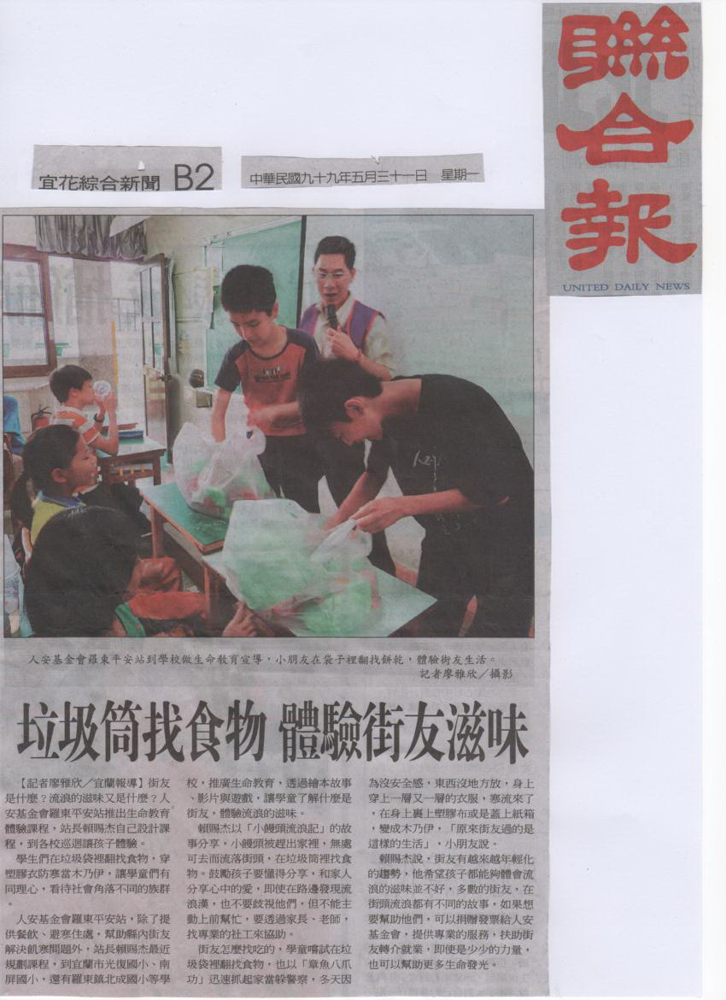 聯合報
UNITED DAILY NEWS
宜花綜合新聞 B2
中華民國九十九年五月三十一日 星期一
人安基金會羅東平安站到學校做生命教育宣導，小朋友在袋子裡翻找餅乾，體驗街友生活。
記者廖雅欣／攝影
垃圾筒找食物 體驗街友滋味
【記者廖雅欣／宜蘭報導】街友
是什麼？流浪的滋味又是什麼？人
安基金會羅東平安站推出生命教育
體驗課程，站長賴賜杰自己設計課
程，到各校巡迴讓孩子體驗。
學生們在垃圾袋裡翻找食物，穿
塑膠衣防寒當木乃伊，讓學童們有
同理心，看待社會角落不同的族群
。
人安基金會羅東平安站，除了提
供餐飲、避寒住處，幫助縣內街友
解決飢寒問題外，站長賴賜杰最近
規劃課程，到宜蘭市光復國小、南
屏國小，還有羅東鎮北成國小等學
校，推廣生命教育，透過繪本故事
、影片與遊戲，讓學童了解什麼是
街友，體驗流浪的滋味。
賴賜杰以「小饅頭流浪記」的故
事分享，小饅頭被趕出家裡，無處
可去而流落街頭，在垃圾筒裡找食
物。鼓勵孩子要懂得分享，和家人
分享心中的愛，即使在路邊發現流
浪漢，也不要歧視他們，但不能主
動上前幫忙，要透過家長、老師，
找專業的社工來協助。
街友怎麼找吃的，學童嚐試在垃
圾袋裡翻找食物，也以「章魚八爪
功」迅速抓起家當躲警察，冬天因
為沒安全感，東西沒地方放，身上
穿上一層又一層的衣服，寒流來了
，在身上裹上塑膠布或是蓋上紙箱
，變成木乃伊，「原來街友過的是
這樣的生活」，小朋友說。
賴賜杰說，街友有越來越年輕化
的趨勢，他希望孩子都能夠體會流
浪的滋味並不好，多數的街友，在
街頭流浪都有不同的故事，如果想
要幫助他們，可以捐贈發票給人安
基金會，提供專業的服務，扶助街
友轉介就業，即使是少少的力量，
也可以幫助更多生命發光。